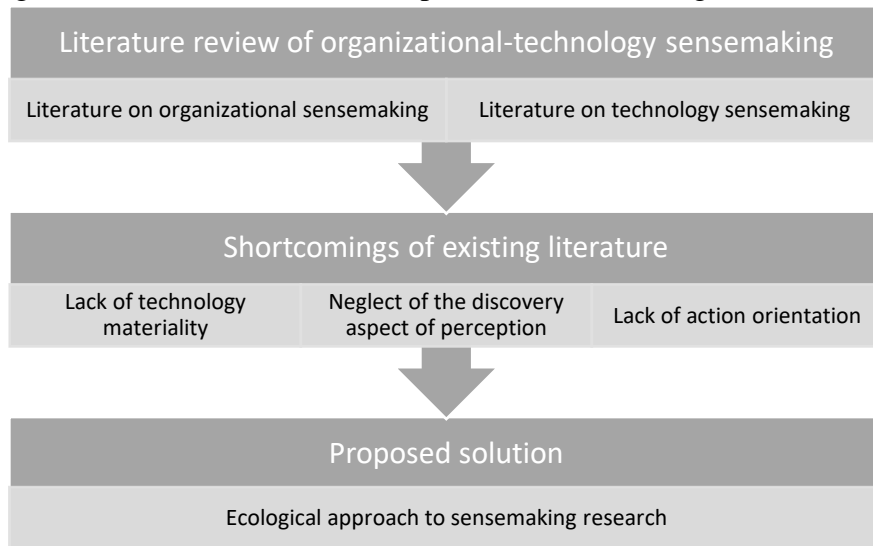 Literature review of organizational-technology sensemaking
Literature on organizational sensemaking
Literature on technology sensemaking
Shortcomings of existing literature
Lack of technology
materiality
Neglect of the discovery
aspect of perception
Lack of action orientation
Proposed solution
Ecological approach to sensemaking research